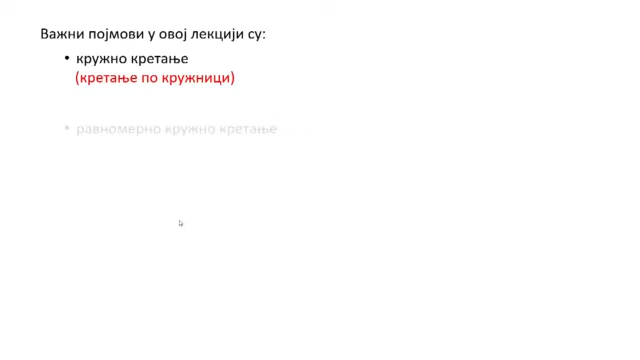 Важни појмови у овој лекцији су:
• кружно кретање
(кретање по кружници)
• равномерно кружно кретање